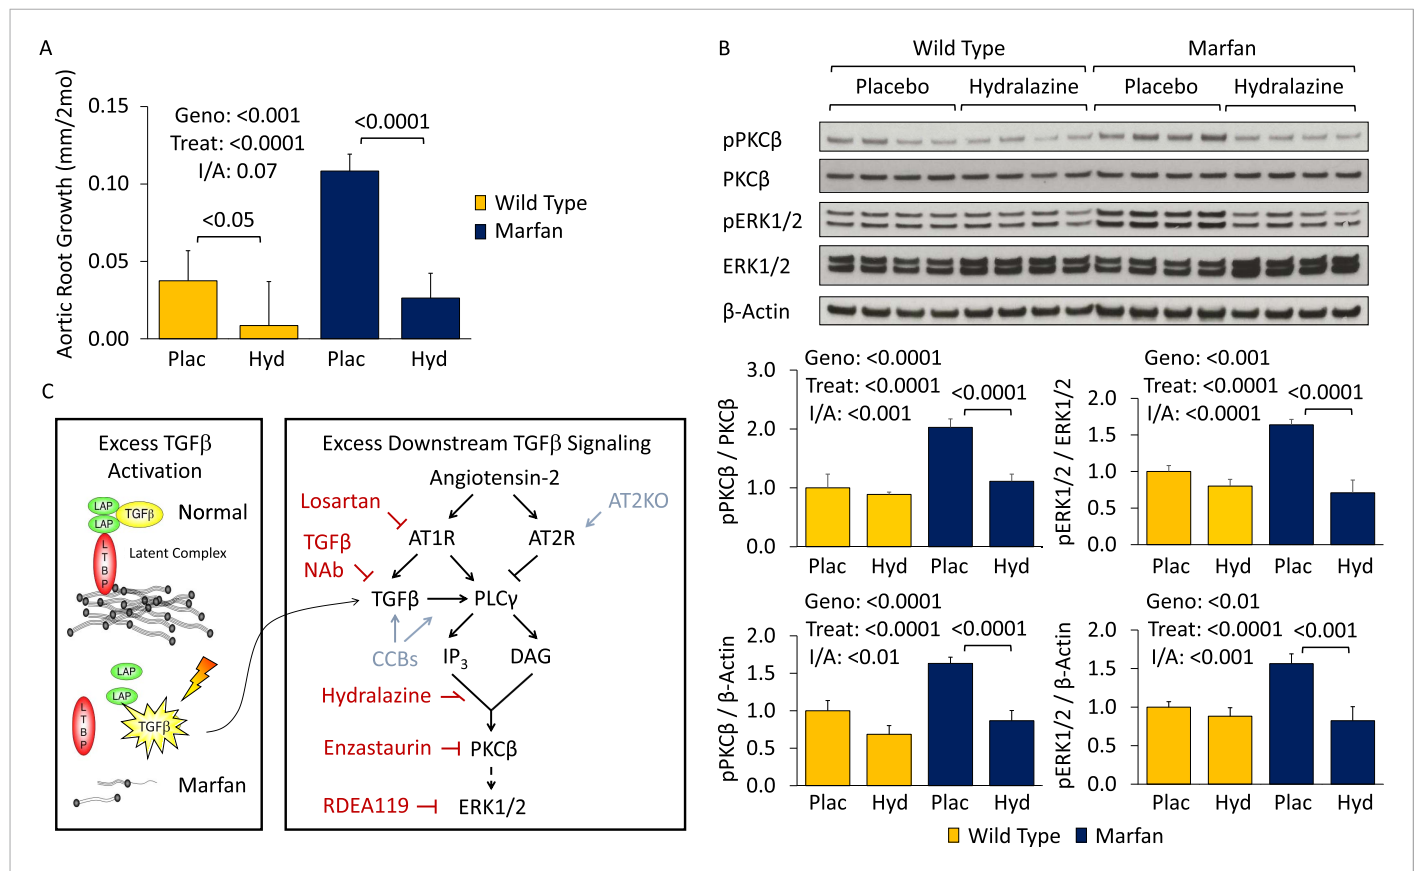 A
Aortic Root Growth (mm/2mo)
0.15
0.10
0.05
0.00
Geno: <0.001
Treat: <0.0001
I/A: 0.07
<0.05
<0.0001
Plac Hyd Plac Hyd
Wild Type
Marfan
B
Wild Type Marfan
Placebo Hydralazine Placebo Hydralazine
pPKCβ
PKCβ
pERK1/2
ERK1/2
β-Actin
pPKCβ / PKCβ
3.0
2.0
1.0
0.0
Geno: <0.0001
Treat: <0.0001
I/A: <0.001
<0.0001
Plac Hyd Plac Hyd
pERK1/2 / ERK1/2
2.0
1.5
1.0
0.5
0.0
Geno: <0.001
Treat: <0.0001
I/A: <0.0001
<0.0001
Plac Hyd Plac Hyd
pPKCβ / β-Actin
2.0
1.5
1.0
0.5
0.0
Geno: <0.0001
Treat: <0.0001
I/A: <0.01
<0.0001
Plac Hyd Plac Hyd
pERK1/2 / β-Actin
2.0
1.5
1.0
0.5
0.0
Geno: <0.01
Treat: <0.0001
I/A: <0.001
<0.001
Plac Hyd Plac Hyd
Wild Type Marfan
C
Excess TGFβ
Activation
LAP
LAP
TGFβ
Normal
LTBP
Latent Complex
LAP
LAP
LTBP
TGFβ
Marfan
Excess Downstream TGFβ Signaling
Angiotensin-2
Losartan
AT2KO
AT1R
AT2R
TGFβ
NAb
TGFβ
PLCγ
CCBs
IP3
DAG
Hydralazine
Enzastaurin
PKCβ
RDEA119
ERK1/2